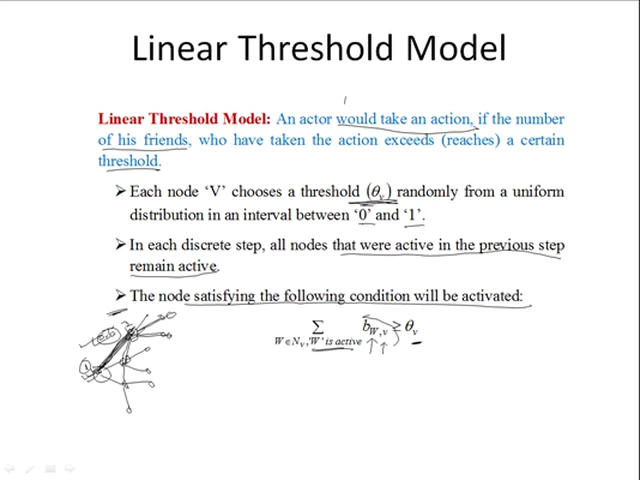 Linear Threshold Model
Linear Threshold Model: An actor would take an action, if the number
of his friends, who have taken the action exceeds (reaches) a certain
threshold.
➢ Each node ‘V’ chooses a threshold (θv) randomly from a uniform
distribution in an interval between ‘0’ and ‘1’.
➢ In each discrete step, all nodes that were active in the previous step
remain active.
➢ The node satisfying the following condition will be activated:
∑ b_{W,v} ≥ θ_v
W∈N_V,'W' is active